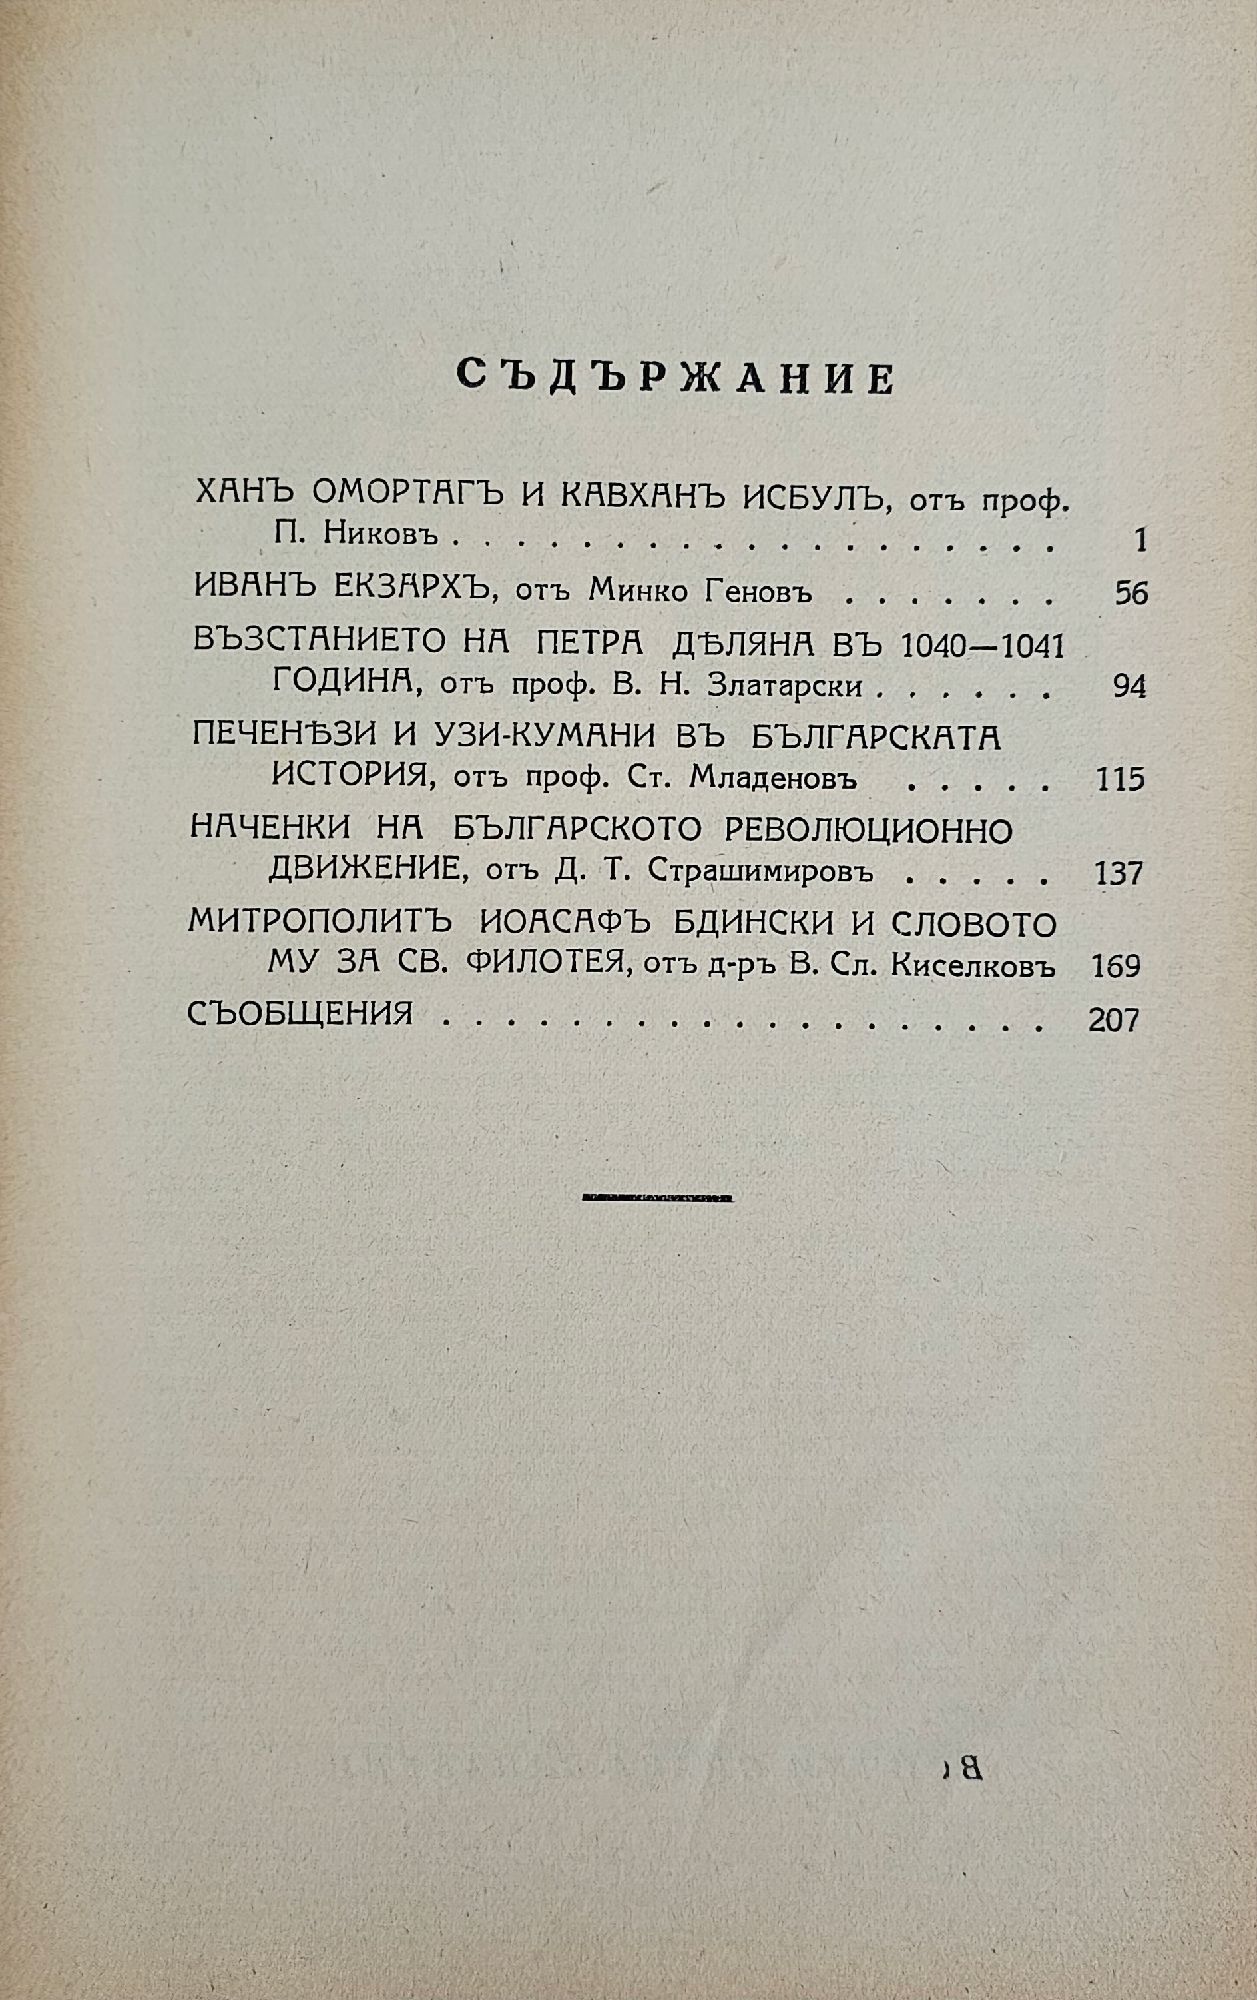 СЪДЪРЖАНИЕ
ХАНЪ ОМОРТАГЪ И КАВХАНЪ ИСБУЛЪ, отъ проф.
П. Никовъ . . . . . . . . . . . . . . . . . . . . 1
ИВАНЪ ЕКЗАРХЪ, отъ Минко Геновъ . . . . . . . 56
ВЪЗСТАНИЕТО НА ПЕТРА ДѢЛЯНА ВЪ 1040—1041
ГОДИНА, отъ проф. В. Н. Златарски . . . . . . 94
ПЕЧЕНѢЗИ И УЗИ-КУМАНИ ВЪ БЪЛГАРСКАТА
ИСТОРИЯ, отъ проф. Ст. Младеновъ . . . . . 115
НАЧЕНКИ НА БЪЛГАРСКОТО РЕВОЛЮЦИОННО
ДВИЖЕНИЕ, отъ Д. Т. Страшимировъ . . . . . 137
МИТРОПОЛИТЪ ИОАСАФЪ БДИНСКИ И СЛОВОТО
МУ ЗА СВ. ФИЛОТЕЯ, отъ д-ръ В. Сл. Киселковъ 169
СЪОБЩЕНИЯ . . . . . . . . . . . . . . . . . . . 207